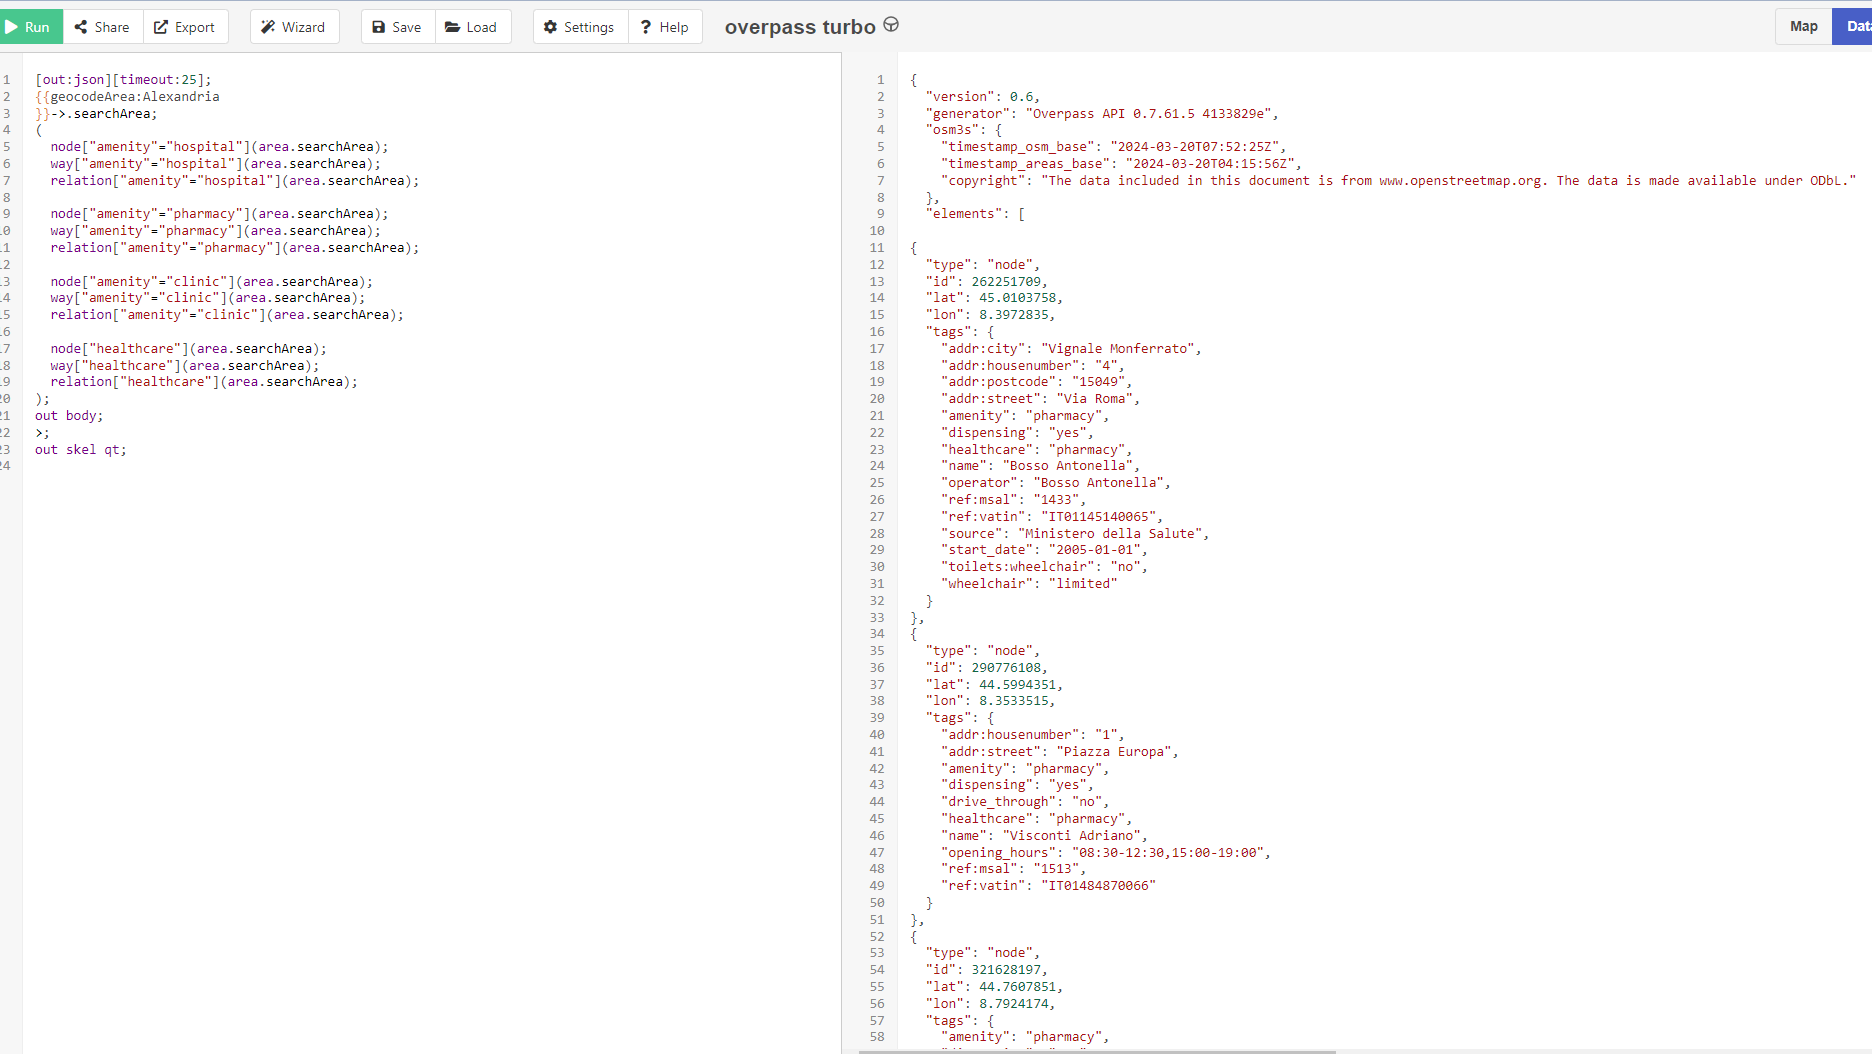 Run Share Export Wizard Save Load Settings Help overpass turbo Map Data
1 [out:json][timeout:25];
2 {{geocodeArea:Alexandria
3 }}->.searchArea;
4 (
5 node["amenity"="hospital"](area.searchArea);
6 way["amenity"="hospital"](area.searchArea);
7 relation["amenity"="hospital"](area.searchArea);
8
9 node["amenity"="pharmacy"](area.searchArea);
10 way["amenity"="pharmacy"](area.searchArea);
11 relation["amenity"="pharmacy"](area.searchArea);
12
13 node["amenity"="clinic"](area.searchArea);
14 way["amenity"="clinic"](area.searchArea);
15 relation["amenity"="clinic"](area.searchArea);
16
17 node["healthcare"](area.searchArea);
18 way["healthcare"](area.searchArea);
19 relation["healthcare"](area.searchArea);
20 );
21 out body;
22 >;
23 out skel qt;
24
1 {
2 "version": 0.6,
3 "generator": "Overpass API 0.7.61.5 4133829e",
4 "osm3s": {
5 "timestamp_osm_base": "2024-03-20T07:52:25Z",
6 "timestamp_areas_base": "2024-03-20T04:15:56Z",
7 "copyright": "The data included in this document is from www.openstreetmap.org. The data is made available under ODbL."
8 },
9 "elements": [
10
11 {
12 "type": "node",
13 "id": 262251709,
14 "lat": 45.0103758,
15 "lon": 8.3972835,
16 "tags": {
17 "addr:city": "Vignale Monferrato",
18 "addr:housenumber": "4",
19 "addr:postcode": "15049",
20 "addr:street": "Via Roma",
21 "amenity": "pharmacy",
22 "dispensing": "yes",
23 "healthcare": "pharmacy",
24 "name": "Bosso Antonella",
25 "operator": "Bosso Antonella",
26 "ref:msal": "1433",
27 "ref:vatin": "IT01145140065",
28 "source": "Ministero della Salute",
29 "start_date": "2005-01-01",
30 "toilets:wheelchair": "no",
31 "wheelchair": "limited"
32 }
33 },
34 {
35 "type": "node",
36 "id": 290776108,
37 "lat": 44.5994351,
38 "lon": 8.3533515,
39 "tags": {
40 "addr:housenumber": "1",
41 "addr:street": "Piazza Europa",
42 "amenity": "pharmacy",
43 "dispensing": "yes",
44 "drive_through": "no",
45 "healthcare": "pharmacy",
46 "name": "Visconti Adriano",
47 "opening_hours": "08:30-12:30,15:00-19:00",
48 "ref:msal": "1513",
49 "ref:vatin": "IT01484870066"
50 }
51 },
52 {
53 "type": "node",
54 "id": 321628197,
55 "lat": 44.7607851,
56 "lon": 8.7924174,
57 "tags": {
58 "amenity": "pharmacy",